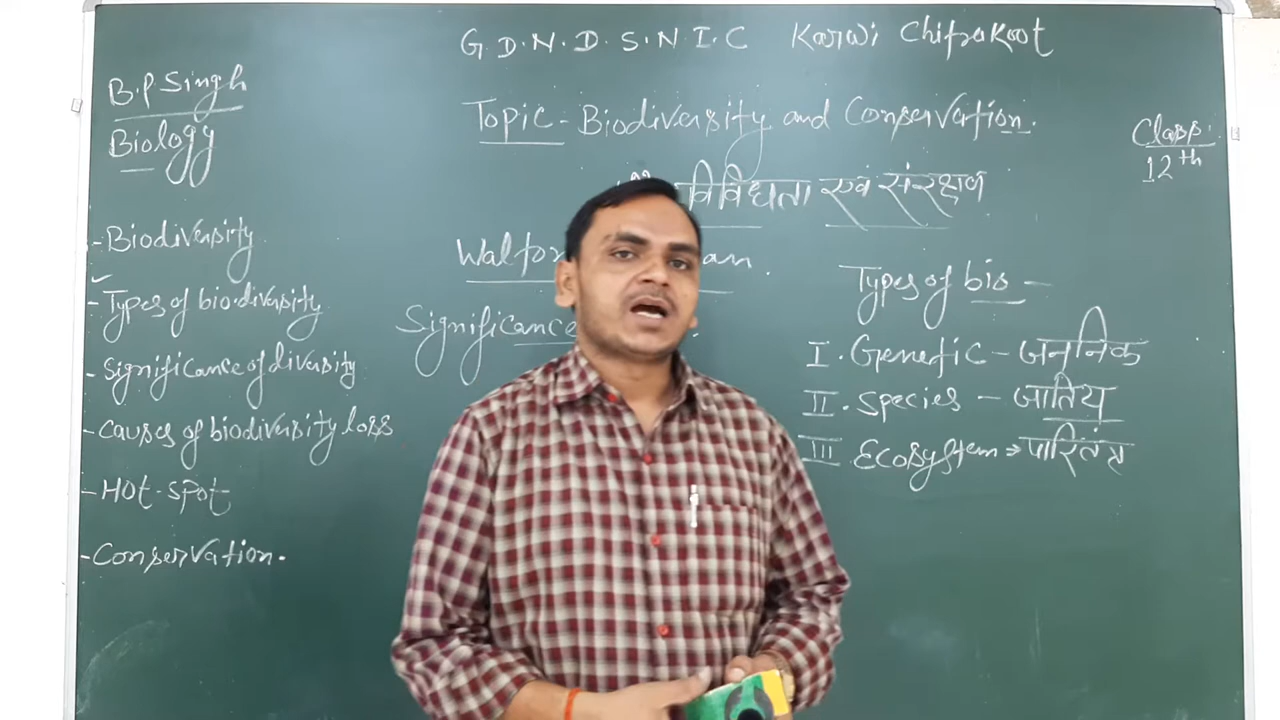 G.D.N.D.S.N.I.C Karwi Chitrakoot
B.P Singh
Biology
Topic - Biodiversity and Conservation.
Class:
12th
विविधता एवं संरक्षण
- Biodiversity
- Types of biodiversity
- Significance of diversity
- Causes of biodiversity loss
- Hot-spot
- Conservation.
Significance
Types of bio -
I. Genetic - जननिक
II. Species - जातिय
III. Ecosystem → पारितंत्र